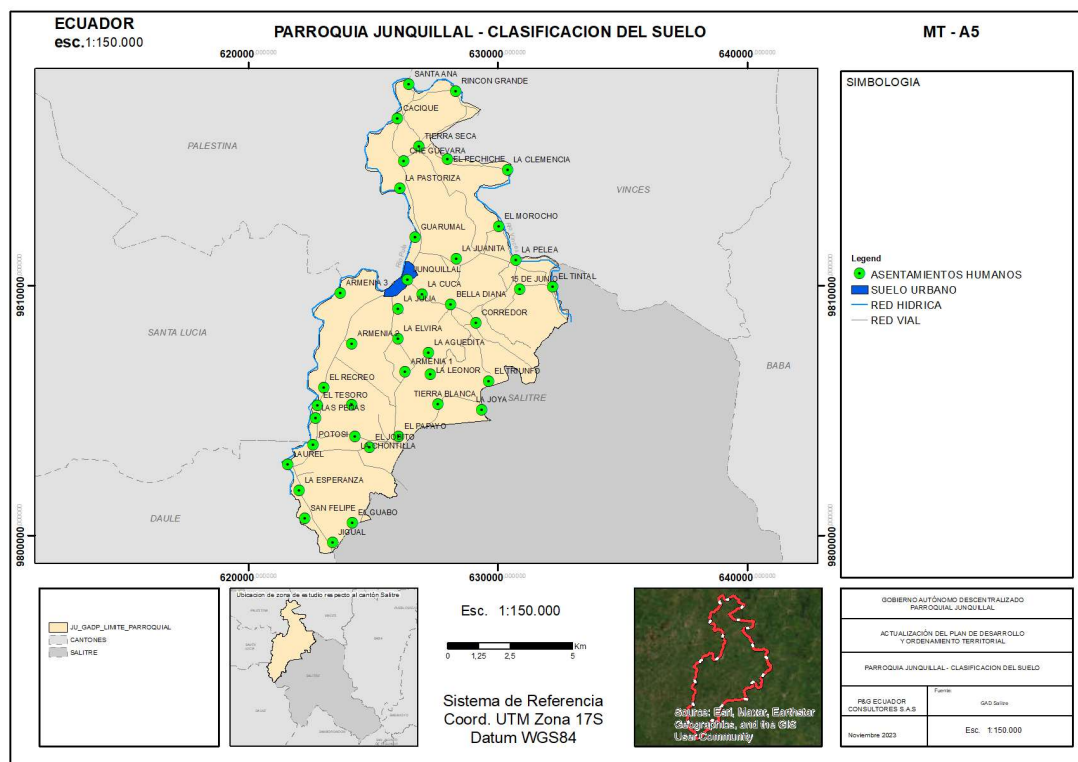 ECUADOR
esc.1:150.000
PARROQUIA JUNQUILLAL - CLASIFICACION DEL SUELO
MT - A5
620000
630000
640000
SIMBOLOGIA
SANTA ANA
RINCON GRANDE
CACIQUE
TIERRA SECA
PALESTINA
CHE GUEVARA
EL PECHICHE
LA CLEMENCIA
LA PASTORIZA
VINCES
EL MOROCHO
GUARUMAL
LA JUANITA
LA PELEA
Legend
ASENTAMIENTOS HUMANOS
SUELO URBANO
RED HIDRICA
RED VIAL
JUNQUILLAL
ARMENIA 3
LA CUCA
15 DE JUNIO
EL TINTAL
9810000
9810000
LA JULIA
BELLA DIANA
CORREDOR
SANTA LUCIA
LA ELVIRA
ARMENIA 2
LA AGUEDITA
BABA
ARMENIA 1
LA LEONOR
EL TRIUNFO
EL RECREO
EL TESORO
TIERRA BLANCA
LA JOYA
SALITRE
LAS PEÑAS
EL PAPAYO
POTOSI
EL JOBITO
LA CHONTILLA
LAUREL
LA ESPERANZA
DAULE
SAN FELIPE
EL GUABO
JIGUAL
9800000
9800000
620000
630000
640000
JU_GADP_LIMITE_PARROQUIAL
CANTONES
SALITRE
Ubicacion de zona de estudio respecto al cantón Salitre
Esc. 1:150.000
0 1,25 2,5 5 Km
Sistema de Referencia
Coord. UTM Zona 17S
Datum WGS84
Source: Esri, Maxar, Earthstar
Geographics, and the GIS
User Community
GOBIERNO AUTÓNOMO DESCENTRALIZADO
PARROQUIAL JUNQUILLAL
ACTUALIZACIÓN DEL PLAN DE DESARROLLO
Y ORDENAMIENTO TERRITORIAL
PARROQUIA JUNQUILLAL - CLASIFICACION DEL SUELO
P&G ECUADOR
CONSULTORES S.A.S
Fuente:
GAD Salitre
Noviembre 2023
Esc. 1:150.000